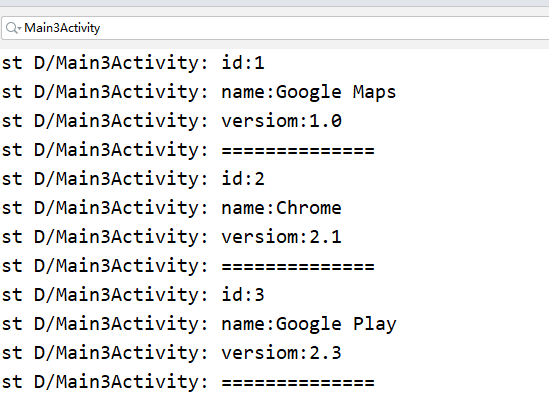 Main3Activity
st D/Main3Activity: id:1
st D/Main3Activity: name:Google Maps
st D/Main3Activity: versiom:1.0
st D/Main3Activity: ==============
st D/Main3Activity: id:2
st D/Main3Activity: name:Chrome
st D/Main3Activity: versiom:2.1
st D/Main3Activity: ==============
st D/Main3Activity: id:3
st D/Main3Activity: name:Google Play
st D/Main3Activity: versiom:2.3
st D/Main3Activity: ==============